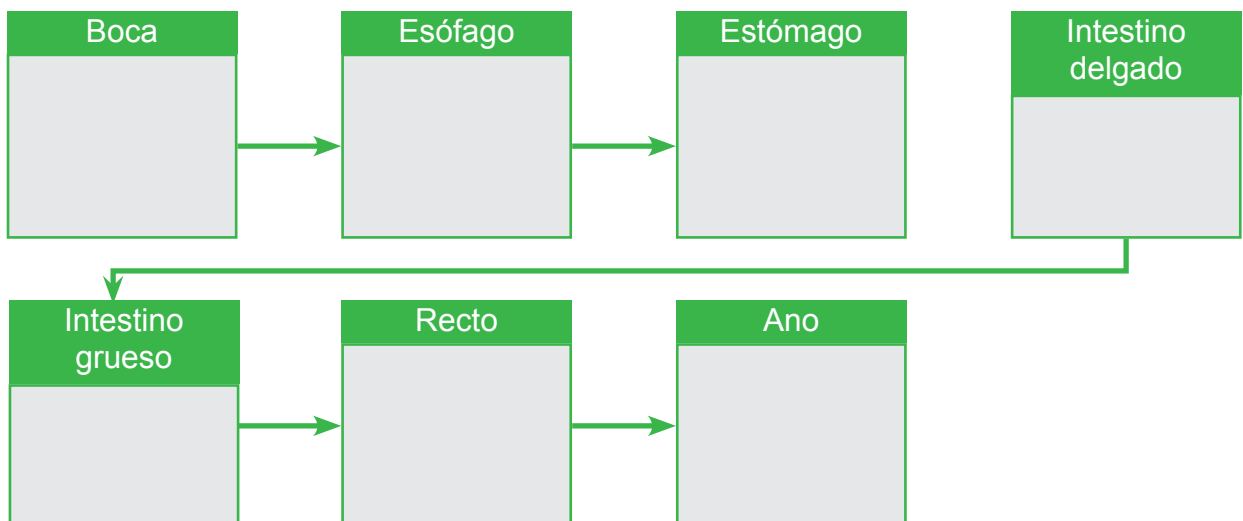 Boca
Esófago
Estómago
Intestino
delgado
Intestino
grueso
Recto
Ano